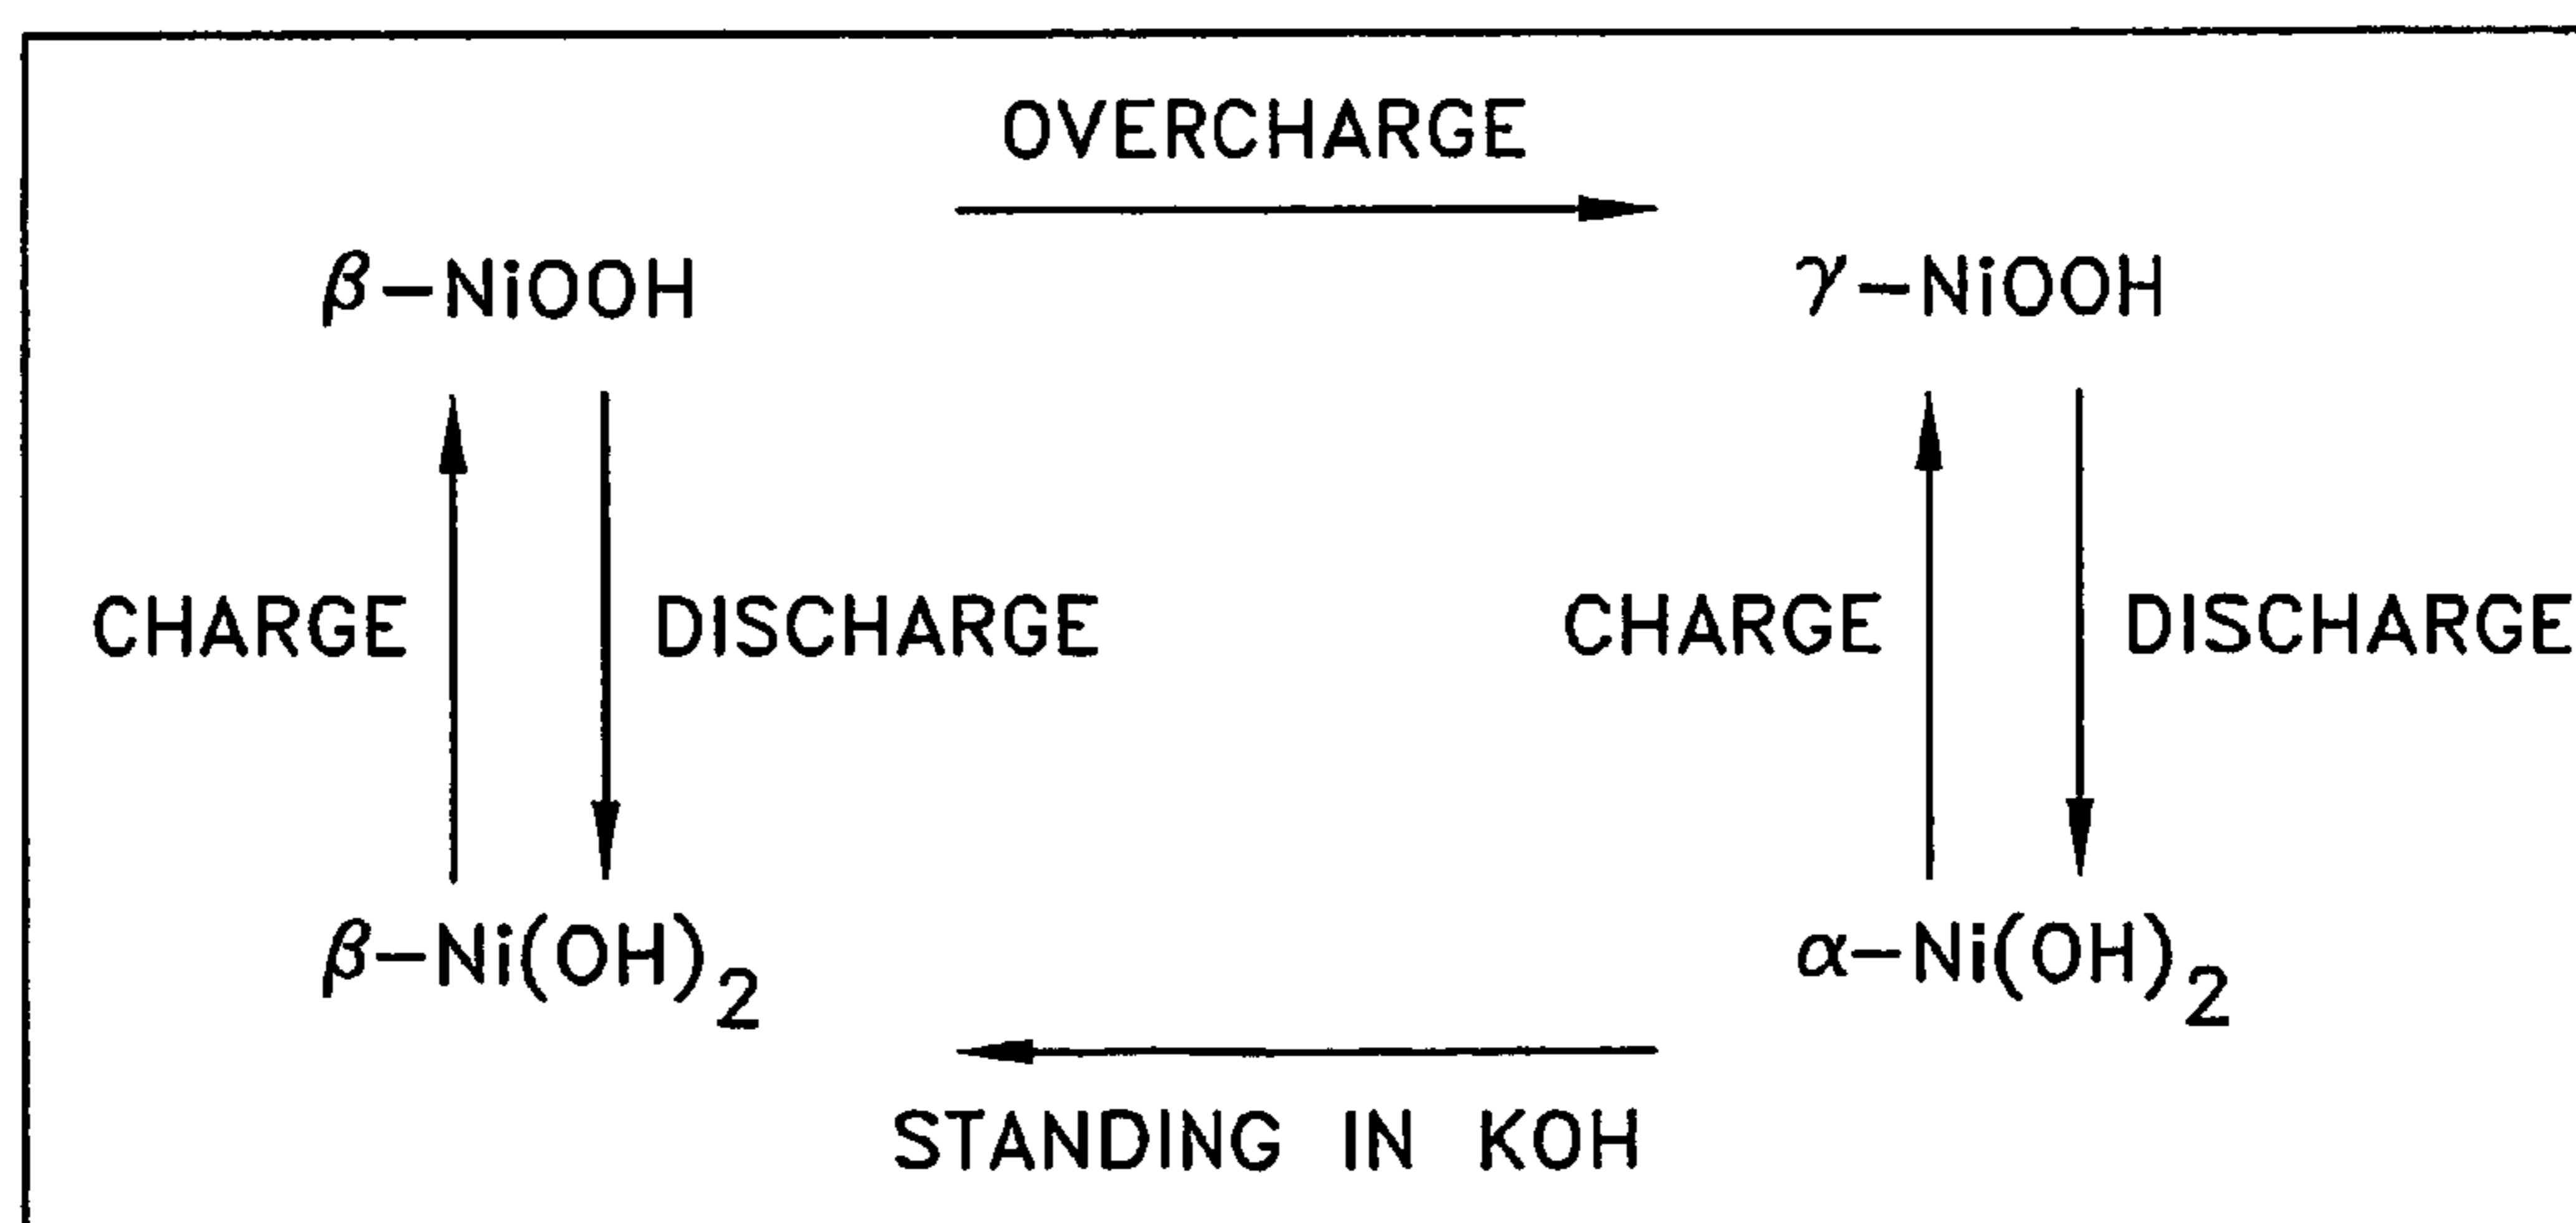 OVERCHARGE
β-NiOOH γ-NiOOH
CHARGE DISCHARGE CHARGE DISCHARGE
β-Ni(OH)₂ α-Ni(OH)₂
STANDING IN KOH